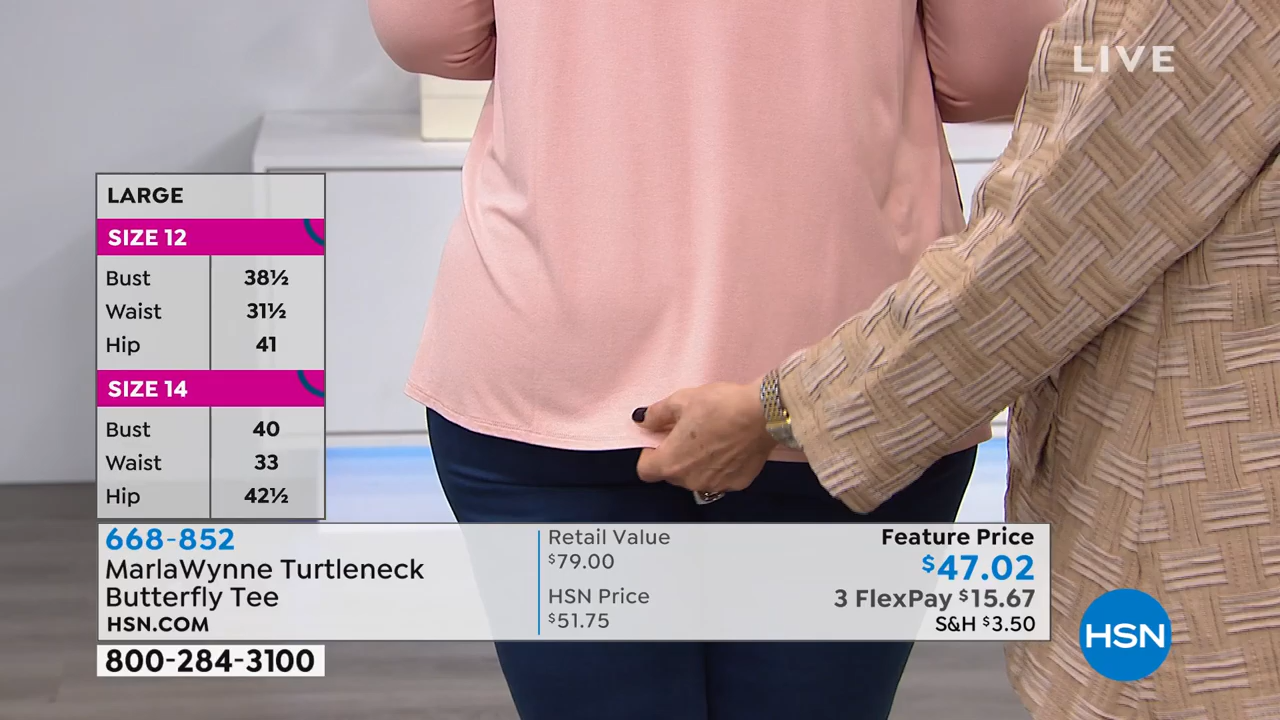 LIVE
LARGE
SIZE 12
Bust 38½
Waist 31½
Hip 41
SIZE 14
Bust 40
Waist 33
Hip 42½
668-852
MarlaWynne Turtleneck
Butterfly Tee
HSN.COM
Retail Value
$79.00
HSN Price
$51.75
Feature Price
$47.02
3 FlexPay $15.67
S&H $3.50
HSN
800-284-3100